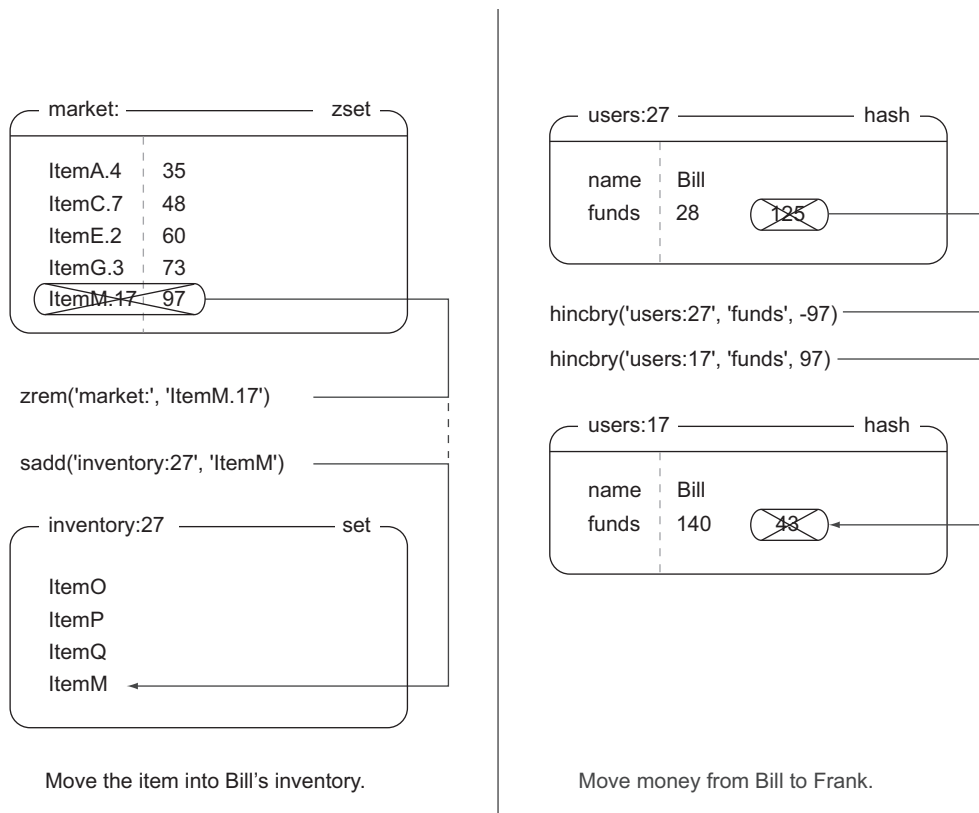 market: zset
ItemA.4 35
ItemC.7 48
ItemE.2 60
ItemG.3 73
ItemM.17 97
zrem('market:', 'ItemM.17')
sadd('inventory:27', 'ItemM')
inventory:27 set
ItemO
ItemP
ItemQ
ItemM
Move the item into Bill’s inventory.
users:27 hash
name Bill
funds 28 125
hincbry('users:27', 'funds', -97)
hincbry('users:17', 'funds', 97)
users:17 hash
name Bill
funds 140 43
Move money from Bill to Frank.